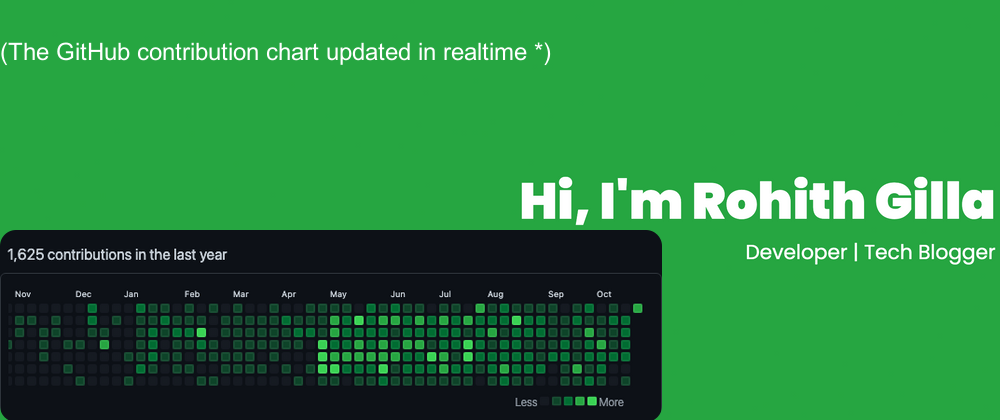 (The GitHub contribution chart updated in realtime *)
Hi, I'm Rohith Gilla
Developer | Tech Blogger
1,625 contributions in the last year
Nov Dec Jan Feb Mar Apr May Jun Jul Aug Sep Oct
Less More